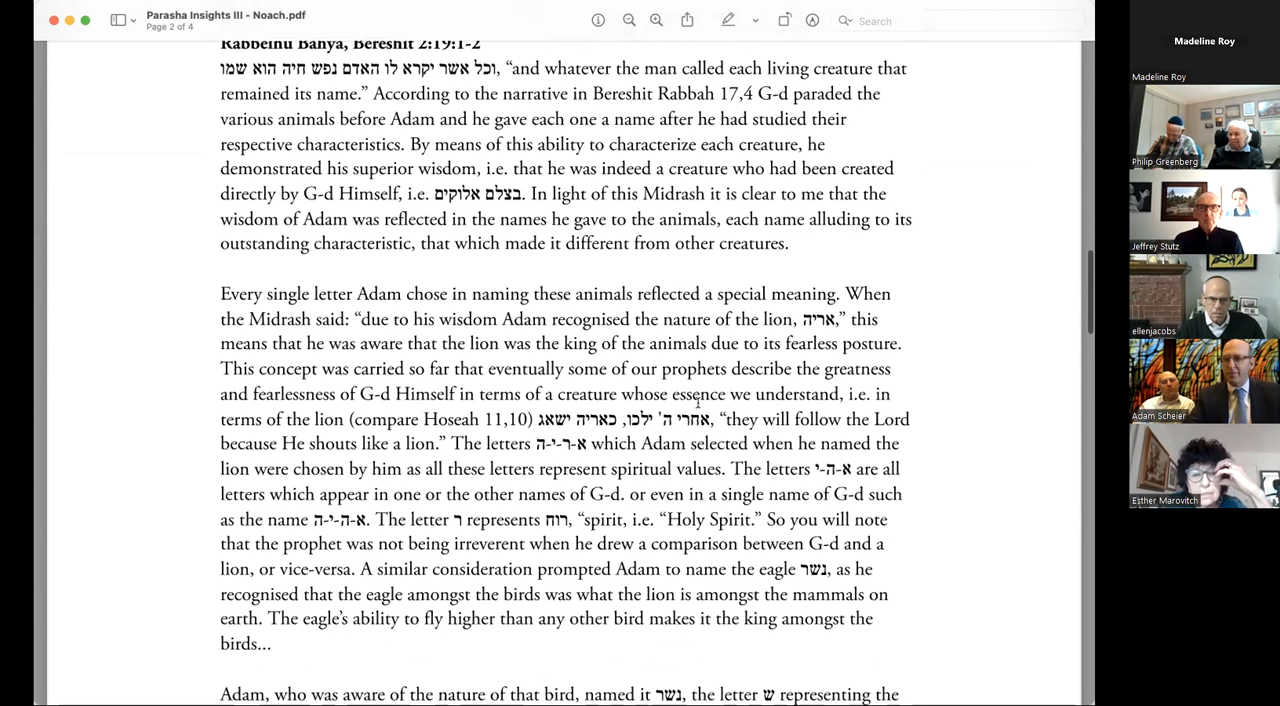 Parasha Insights III - Noach.pdf
Page 2 of 4
Search
Rabbeinu Bahya, Bereshit 2:19:1-2
וכל אשר יקרא לו האדם נפש חיה הוא שמו, “and whatever the man called each living creature that
remained its name.” According to the narrative in Bereshit Rabbah 17,4 G-d paraded the
various animals before Adam and he gave each one a name after he had studied their
respective characteristics. By means of this ability to characterize each creature, he
demonstrated his superior wisdom, i.e. that he was indeed a creature who had been created
directly by G-d Himself, i.e. בצלם אלוקים. In light of this Midrash it is clear to me that the
wisdom of Adam was reflected in the names he gave to the animals, each name alluding to its
outstanding characteristic, that which made it different from other creatures.
Every single letter Adam chose in naming these animals reflected a special meaning. When
the Midrash said: “due to his wisdom Adam recognised the nature of the lion, אריה,” this
means that he was aware that the lion was the king of the animals due to its fearless posture.
This concept was carried so far that eventually some of our prophets describe the greatness
and fearlessness of G-d Himself in terms of a creature whose essence we understand, i.e. in
terms of the lion (compare Hoseah 11,10) אחרי ה' ילכו, כאריה ישאג, “they will follow the Lord
because He shouts like a lion.” The letters א-ר-י-ה which Adam selected when he named the
lion were chosen by him as all these letters represent spiritual values. The letters א-ה-י are all
letters which appear in one or the other names of G-d. or even in a single name of G-d such
as the name א-ה-י-ה. The letter ר represents רוח, “spirit, i.e. “Holy Spirit.” So you will note
that the prophet was not being irreverent when he drew a comparison between G-d and a
lion, or vice-versa. A similar consideration prompted Adam to name the eagle נשר, as he
recognised that the eagle amongst the birds was what the lion is amongst the mammals on
earth. The eagle’s ability to fly higher than any other bird makes it the king amongst the
birds...
Adam, who was aware of the nature of that bird, named it נשר, the letter ש representing the
Madeline Roy
Madeline Roy
Philip Greenberg
Jeffrey Stutz
ellenjacobs
Adam Scheier
Esther Marovitch